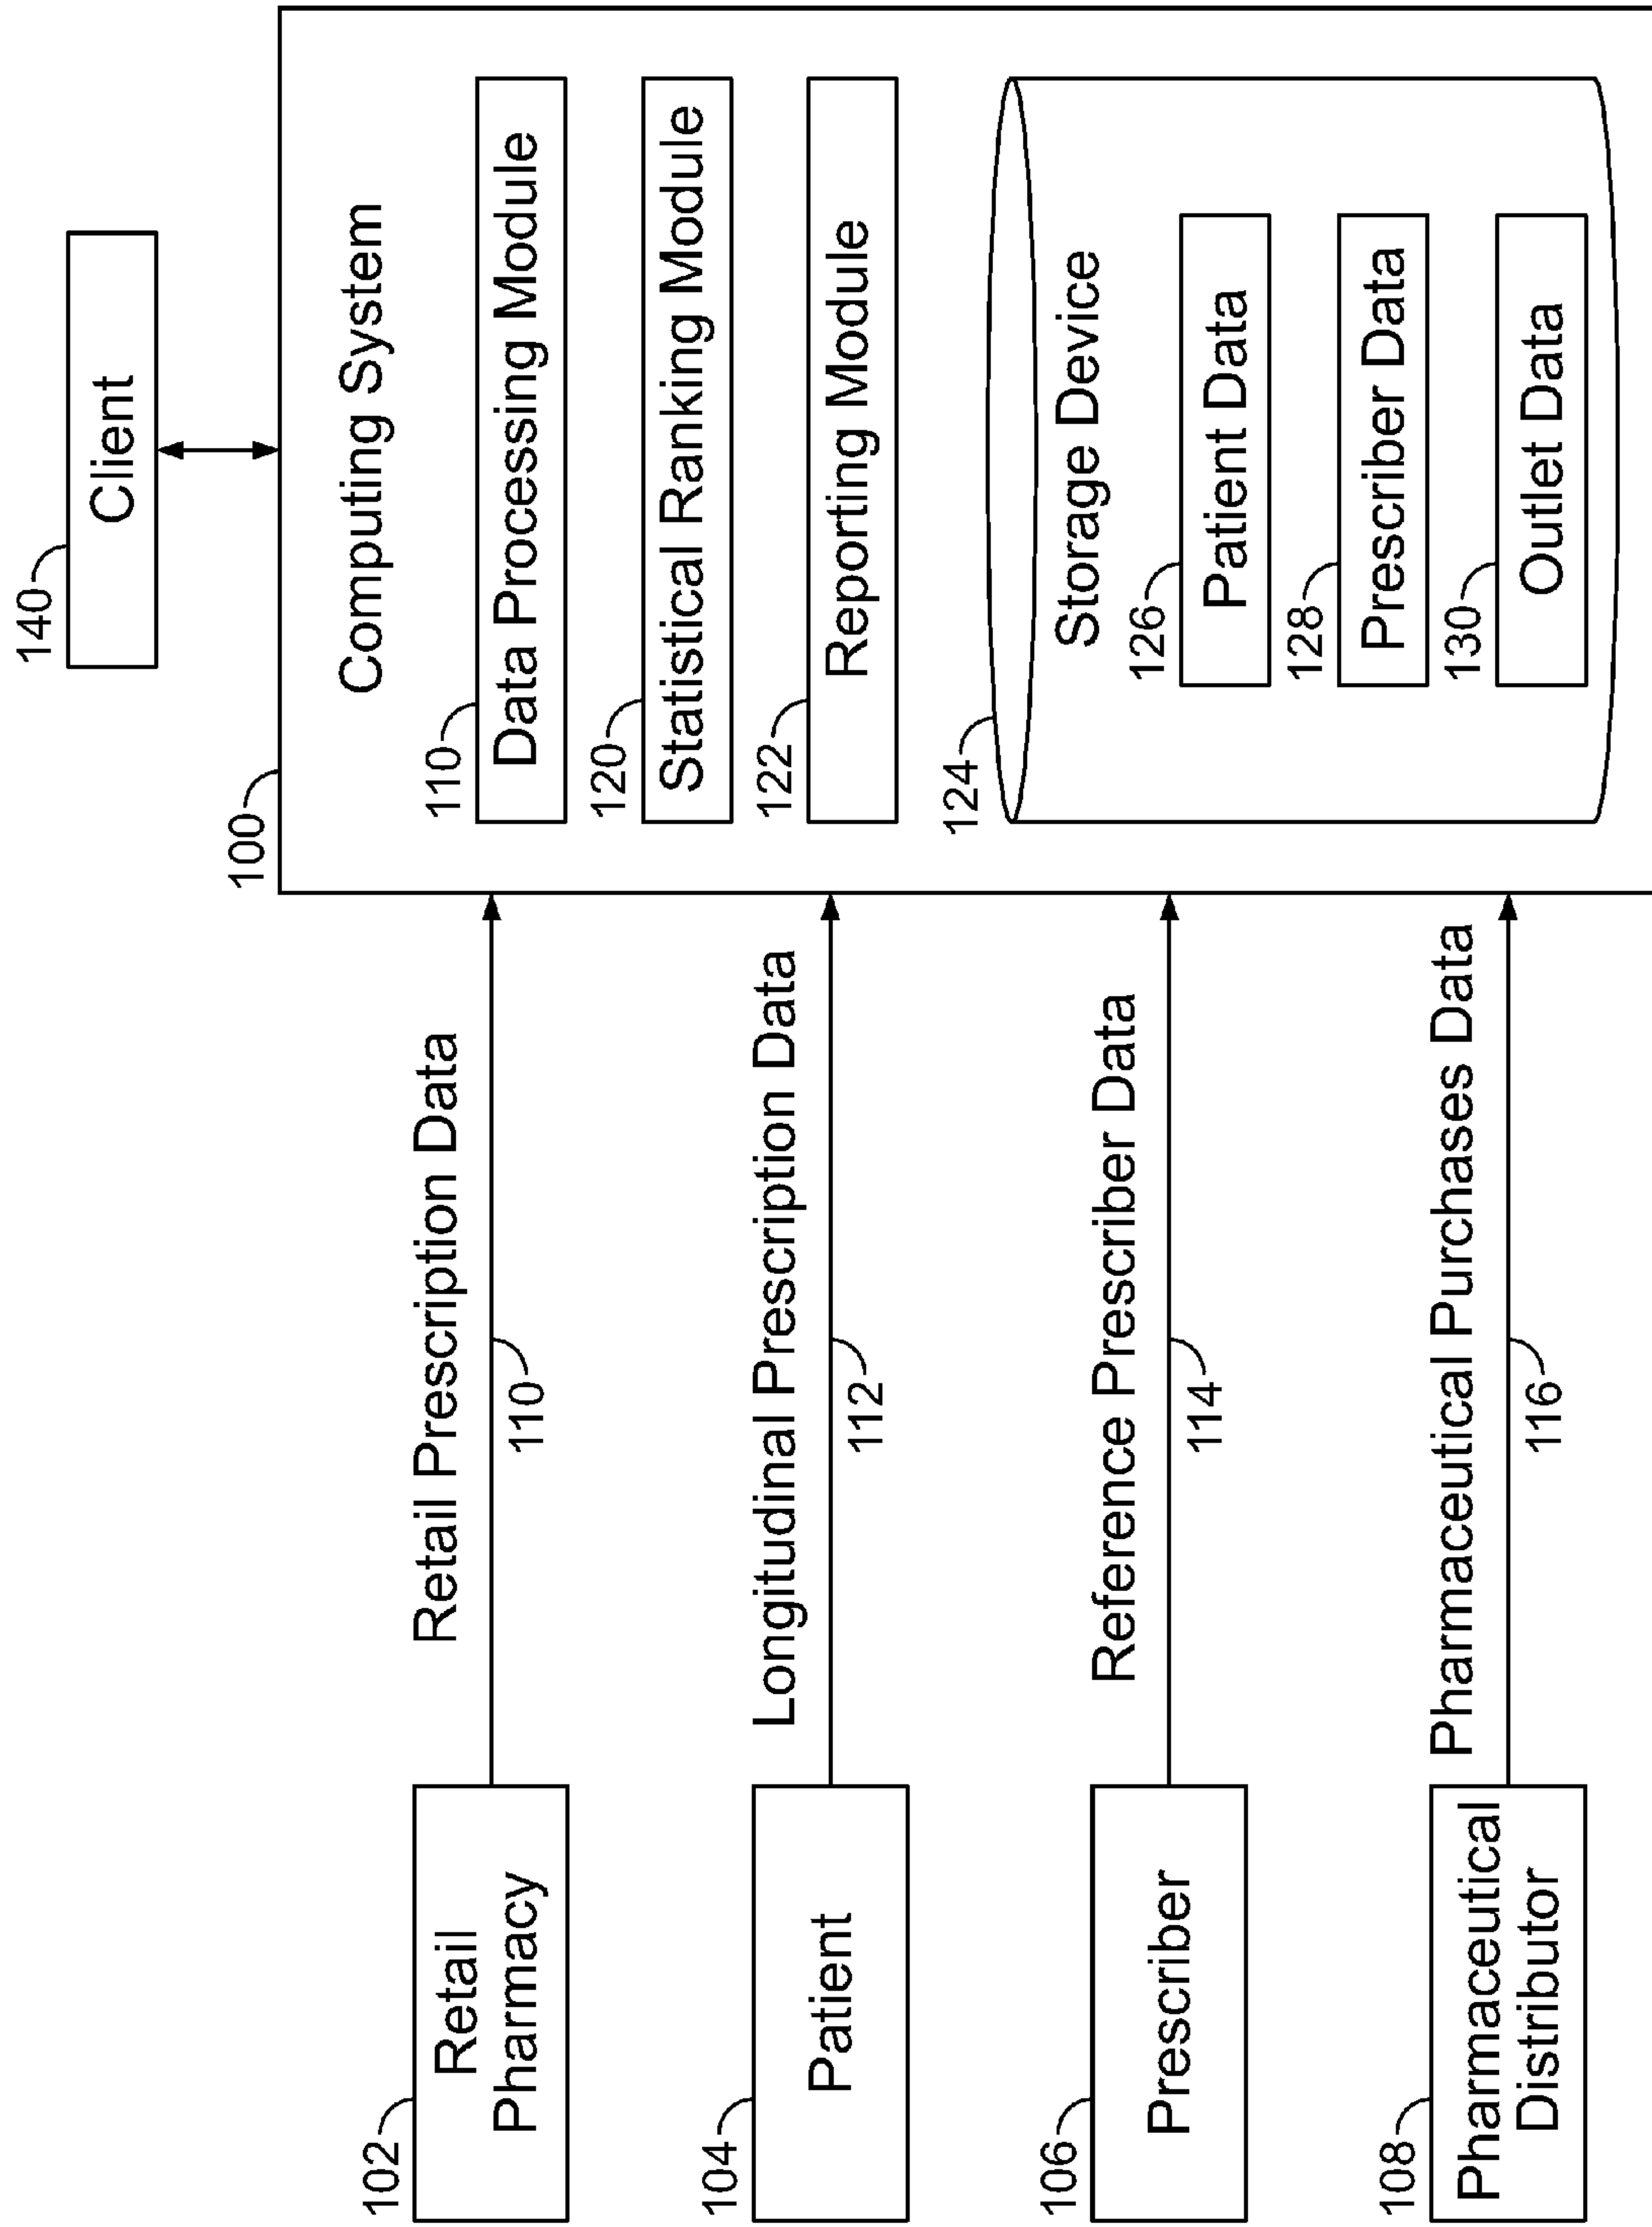 140
Client
100
Computing System
110
Data Processing Module
120
Statistical Ranking Module
122
Reporting Module
124
Storage Device
126
Patient Data
128
Prescriber Data
130
Outlet Data
102
Retail
Pharmacy
Retail Prescription Data
110
104
Patient
Longitudinal Prescription Data
112
106
Prescriber
Reference Prescriber Data
114
108
Pharmaceutical
Distributor
Pharmaceutical Purchases Data
116